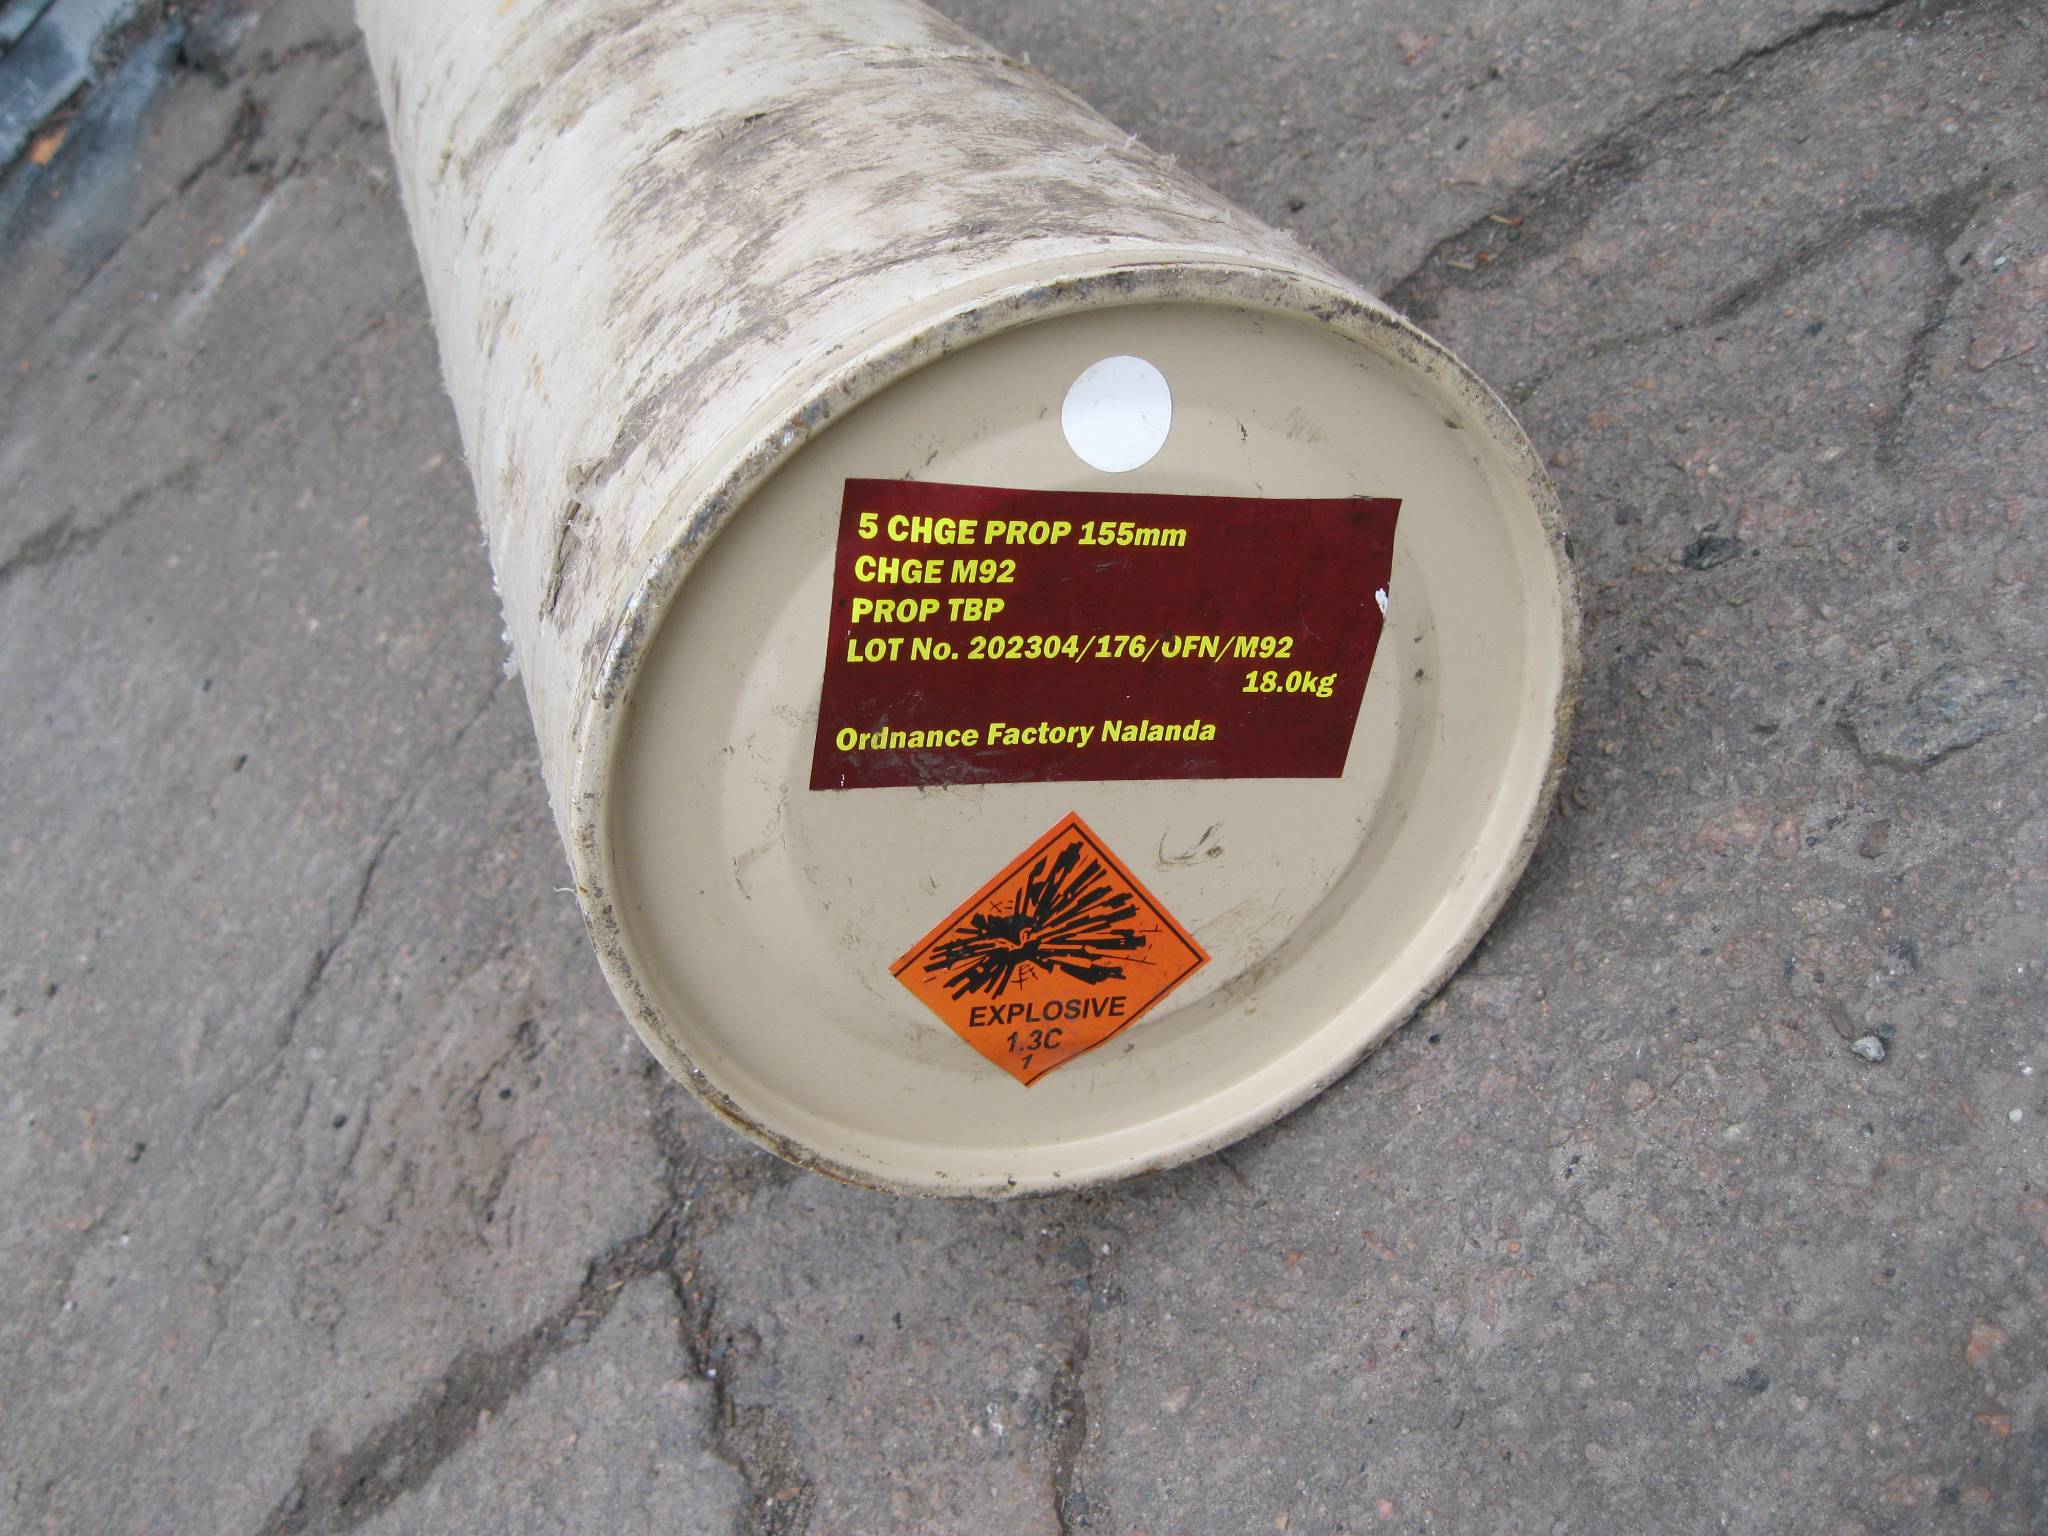 5 CHGE PROP 155mm
CHGE M92
PROP TBP
LOT No. 202304/176/OFN/M92
18.0kg
Ordnance Factory Nalanda
EXPLOSIVE
1.3C
1